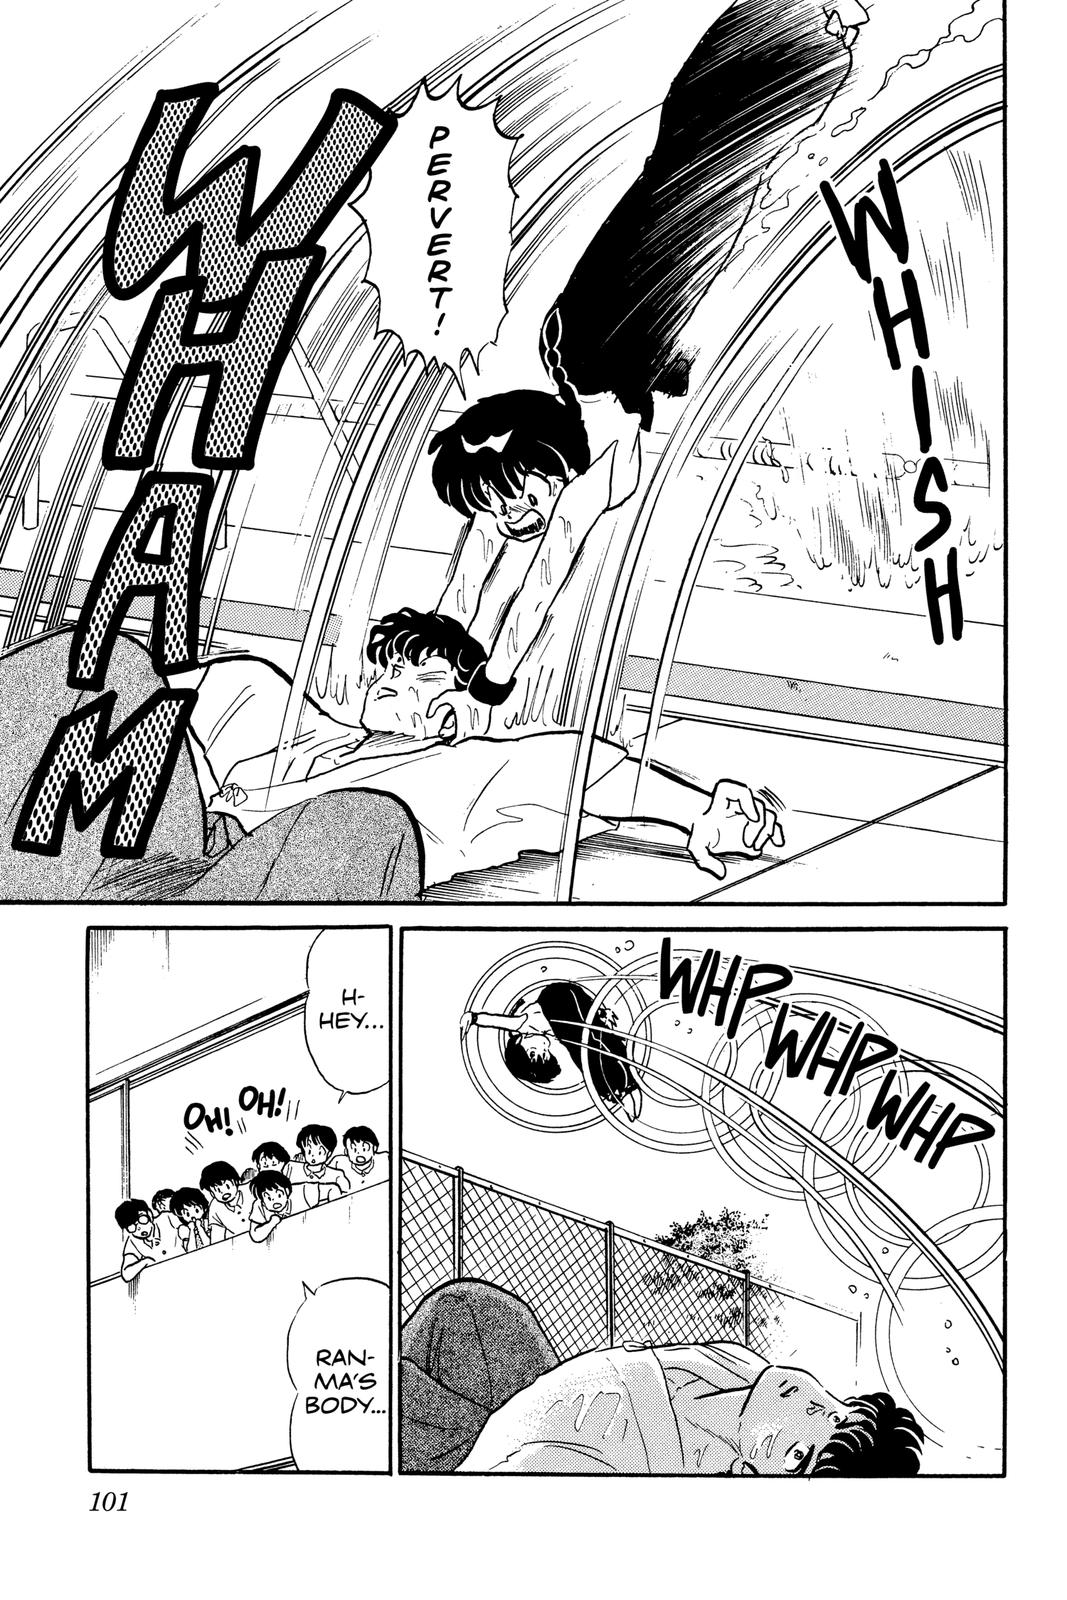 WHISH
PERVERT!
WHAM
WHP WHP WHP
H-
HEY...
OH! OH!
RAN-
MA'S
BODY...
101